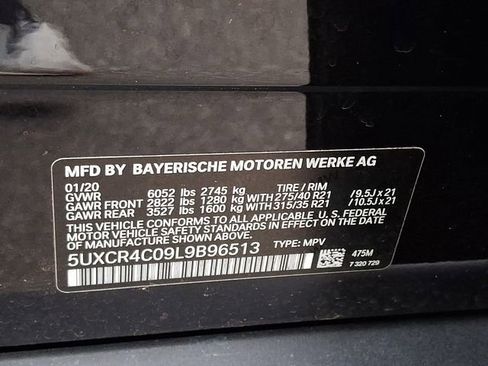 MFD BY BAYERISCHE MOTOREN WERKE AG
01/20
GVWR 6052 lbs 2745 kg TIRE / RIM
GAWR FRONT 2822 lbs 1280 kg WITH 275/40 R21 / 9.5J x 21
GAWR REAR 3527 lbs 1600 kg WITH 315/35 R21 / 10.5J x 21
THIS VEHICLE CONFORMS TO ALL APPLICABLE U.S. FEDERAL
MOTOR VEHICLE SAFETY STANDARDS IN EFFECT ON THE
DATE OF MANUFACTURE SHOWN ABOVE.
5UXCR4C09L9B96513 TYPE: MPV
475M
7 320 729